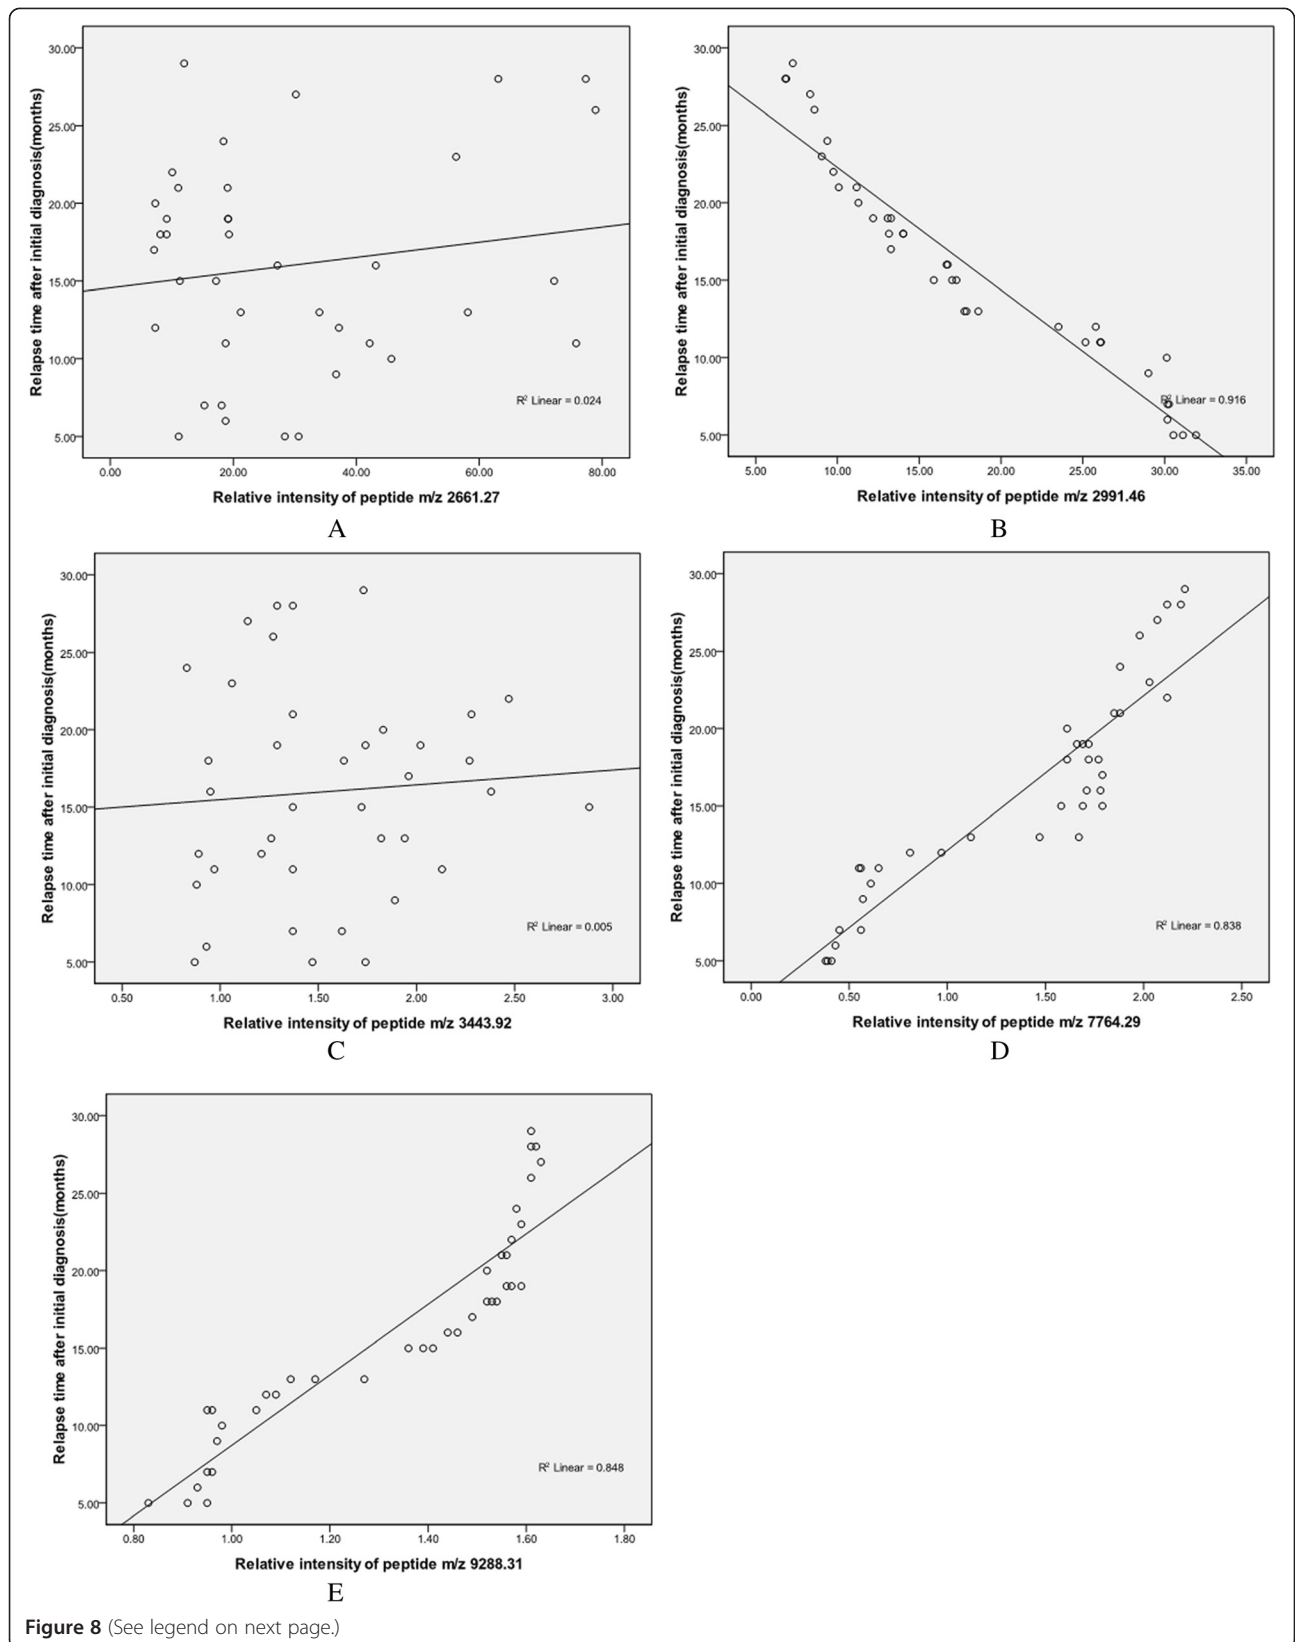 30.00
25.00
20.00
15.00
10.00
5.00
Relapse time after initial diagnosis(months)
R² Linear = 0.024
0.00 20.00 40.00 60.00 80.00
Relative intensity of peptide m/z 2661.27
A
30.00
25.00
20.00
15.00
10.00
5.00
Relapse time after initial diagnosis(months)
R² Linear = 0.916
5.00 10.00 15.00 20.00 25.00 30.00 35.00
Relative intensity of peptide m/z 2991.46
B
30.00
25.00
20.00
15.00
10.00
5.00
Relapse time after initial diagnosis(months)
R² Linear = 0.005
0.50 1.00 1.50 2.00 2.50 3.00
Relative intensity of peptide m/z 3443.92
C
30.00
25.00
20.00
15.00
10.00
5.00
Relapse time after initial diagnosis(months)
R² Linear = 0.838
0.00 0.50 1.00 1.50 2.00 2.50
Relative intensity of peptide m/z 7764.29
D
30.00
25.00
20.00
15.00
10.00
5.00
Relapse time after initial diagnosis(months)
R² Linear = 0.848
0.80 1.00 1.20 1.40 1.60 1.80
Relative intensity of peptide m/z 9288.31
E
Figure 8 (See legend on next page.)